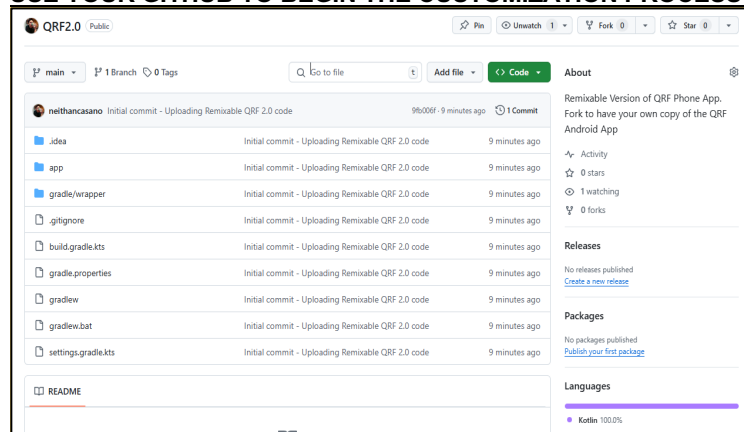 USE YOUR GITHUB TO BEGIN THE CUSTOMIZATION PROCESS
QRF2.0 Public Pin Unwatch 1 Fork 0 Star 0
main 1 Branch 0 Tags Go to file t Add file Code
About
neithancasano Initial commit - Uploading Remixable QRF 2.0 code 9fb006f · 9 minutes ago 1 Commit
Remixable Version of QRF Phone App.
Fork to have your own copy of the QRF
Android App
.idea Initial commit - Uploading Remixable QRF 2.0 code 9 minutes ago
app Initial commit - Uploading Remixable QRF 2.0 code 9 minutes ago
gradle/wrapper Initial commit - Uploading Remixable QRF 2.0 code 9 minutes ago
.gitignore Initial commit - Uploading Remixable QRF 2.0 code 9 minutes ago
build.gradle.kts Initial commit - Uploading Remixable QRF 2.0 code 9 minutes ago
gradle.properties Initial commit - Uploading Remixable QRF 2.0 code 9 minutes ago
gradlew Initial commit - Uploading Remixable QRF 2.0 code 9 minutes ago
gradlew.bat Initial commit - Uploading Remixable QRF 2.0 code 9 minutes ago
settings.gradle.kts Initial commit - Uploading Remixable QRF 2.0 code 9 minutes ago
README
Activity
0 stars
1 watching
0 forks
Releases
No releases published
Create a new release
Packages
No packages published
Publish your first package
Languages
Kotlin 100.0%